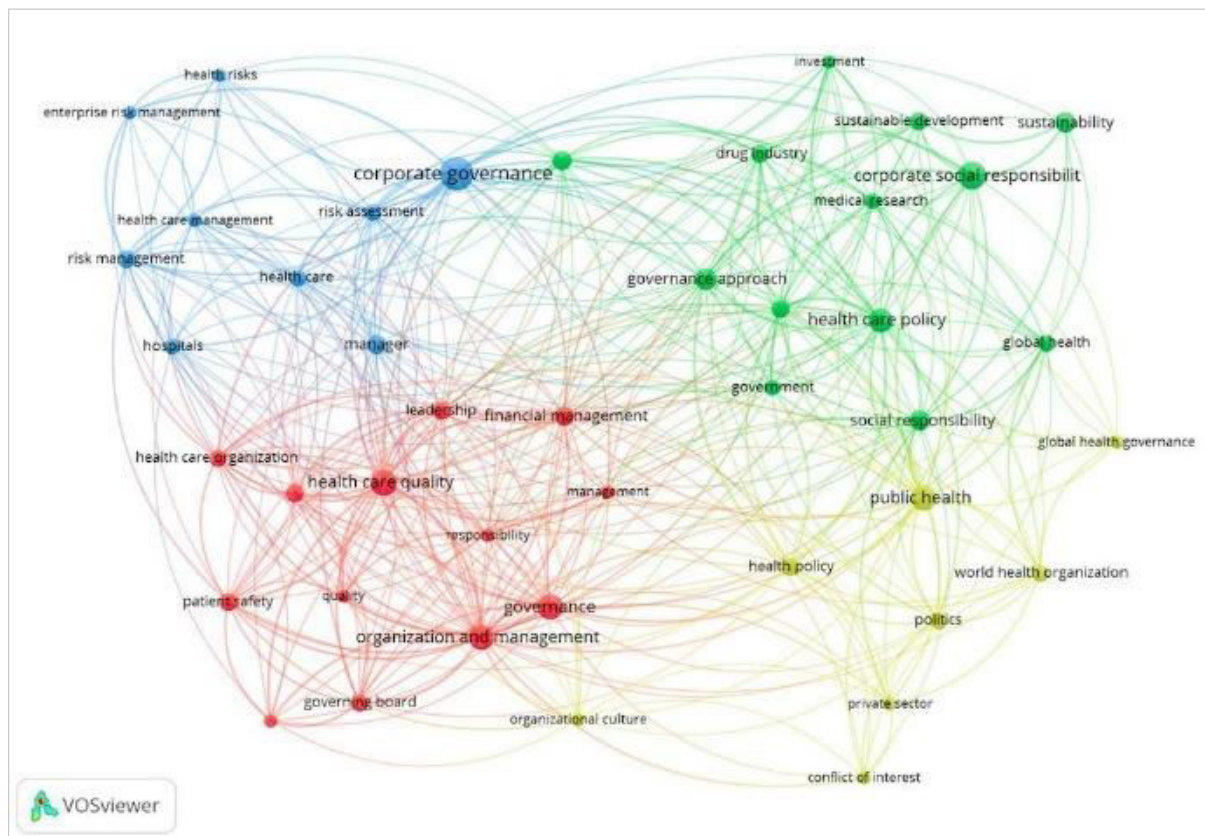 health risks
investment
enterprise risk management
sustainable development
sustainability
drug industry
corporate governance
corporate social responsibilit
medical research
risk assessment
health care management
risk management
health care
governance approach
health care policy
hospitals
manager
global health
government
leadership
financial management
social responsibility
global health governance
health care organization
health care quality
management
public health
responsibility
health policy
world health organization
patient safety
quality
governance
politics
organization and management
governing board
organizational culture
private sector
conflict of interest
VOSviewer